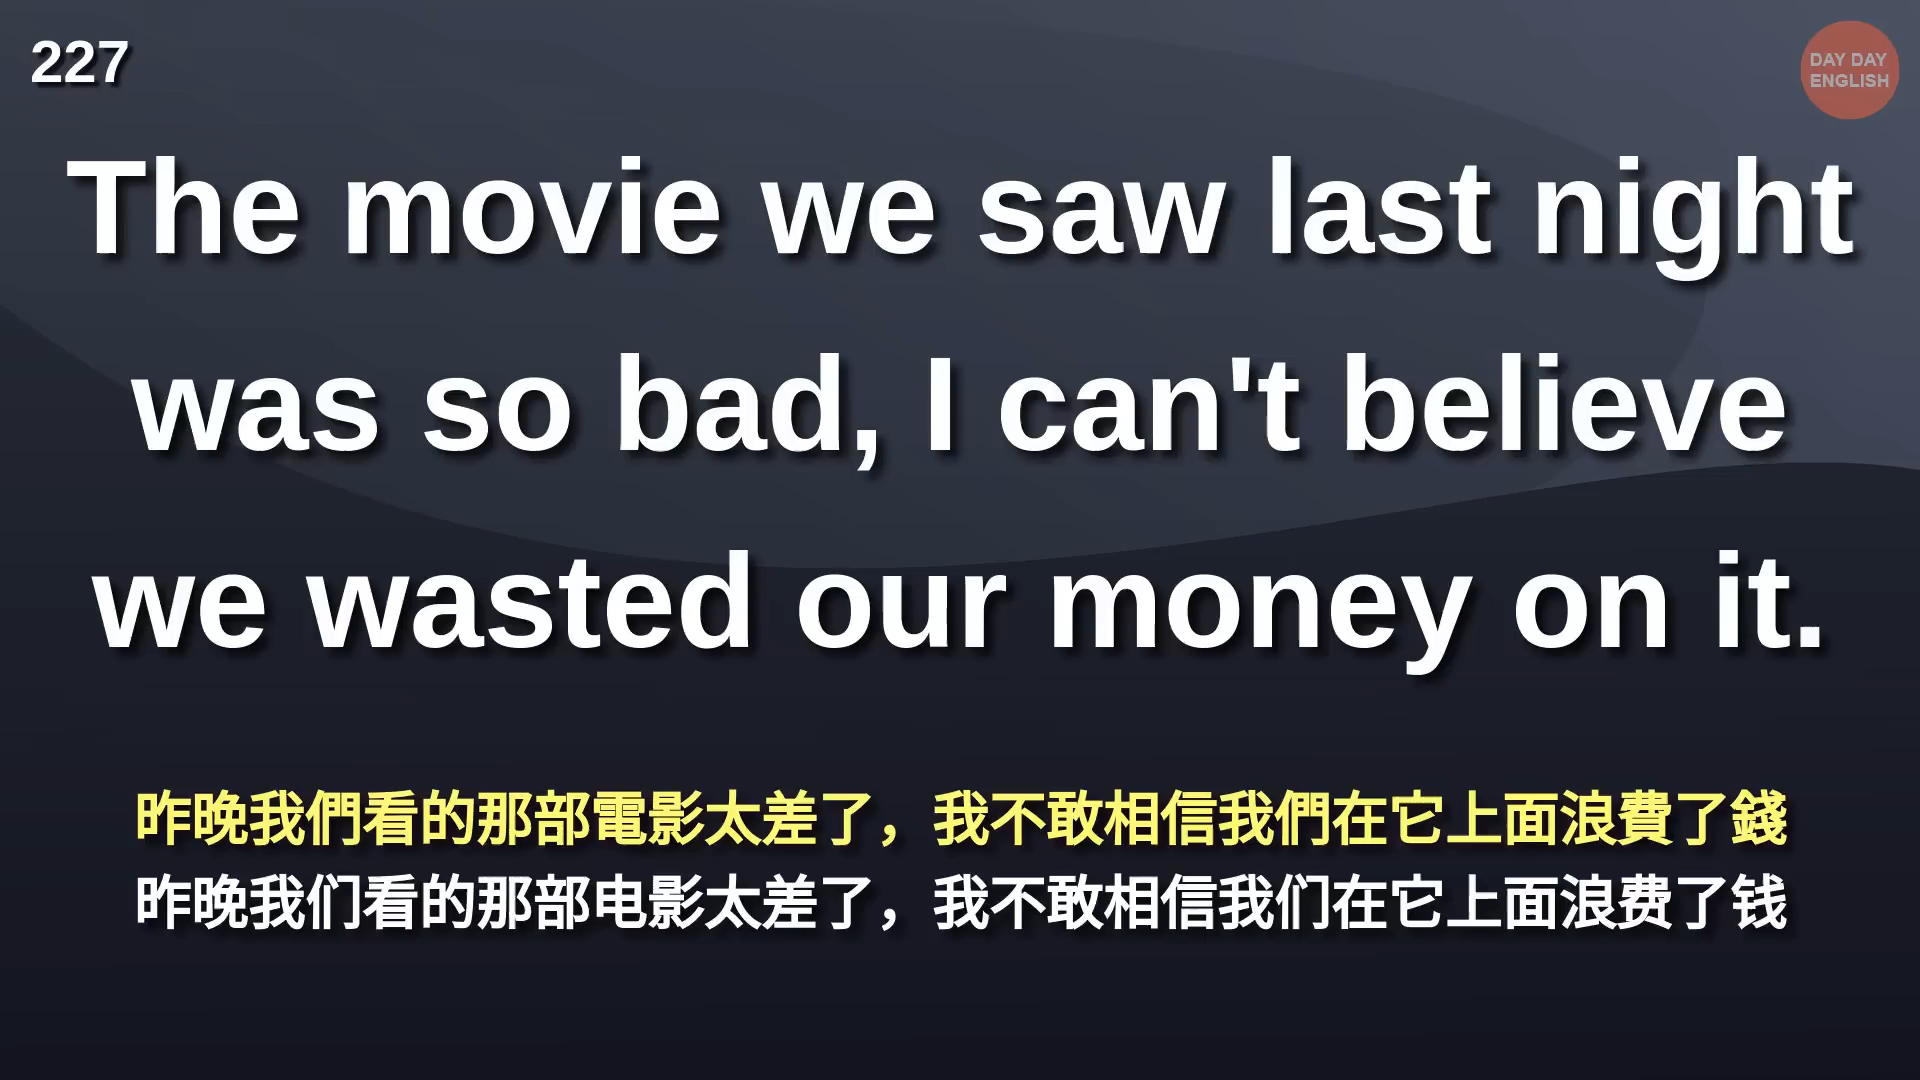 227
DAY DAY
ENGLISH
The movie we saw last night
was so bad, I can't believe
we wasted our money on it.
昨晚我們看的那部電影太差了，我不敢相信我們在它上面浪費了錢
昨晚我们看的那部电影太差了，我不敢相信我们在它上面浪费了钱